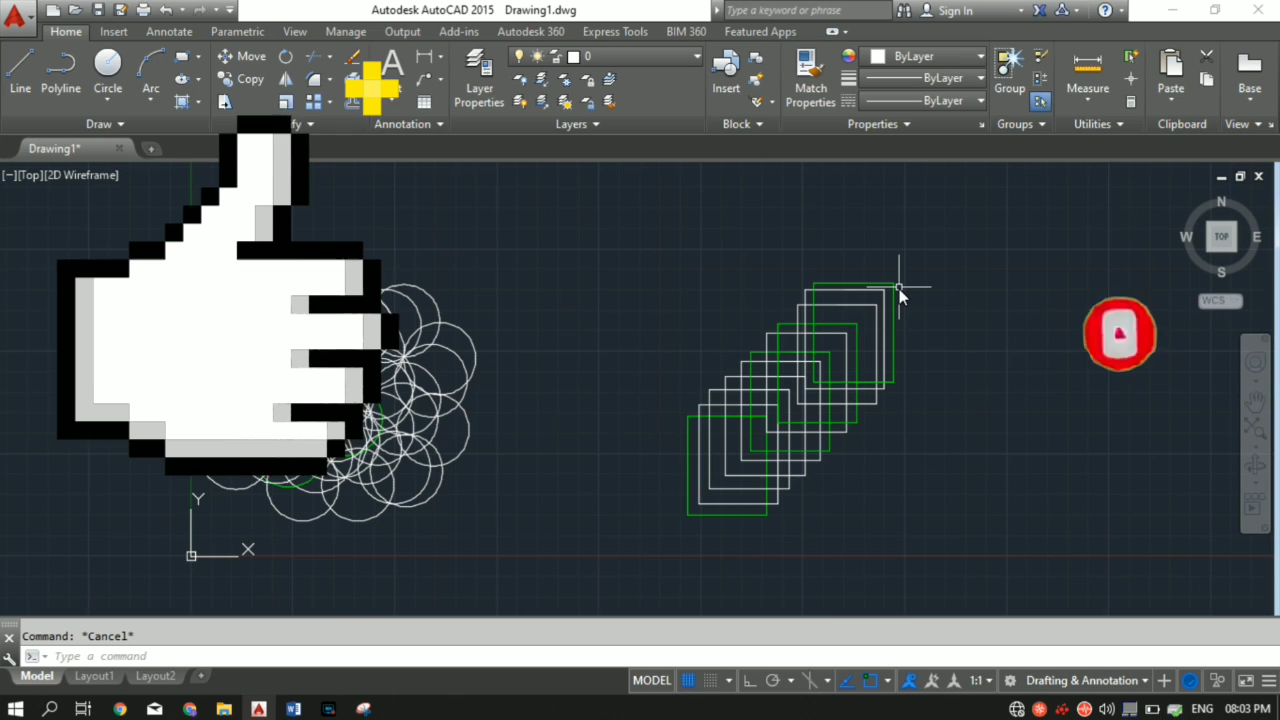 Autodesk AutoCAD 2015 Drawing1.dwg
Type a keyword or phrase
Sign In
Home Insert Annotate Parametric View Manage Output Add-ins Autodesk 360 Express Tools BIM 360 Featured Apps
Move
Copy
0
ByLayer
ByLayer
ByLayer
Line Polyline Circle Arc
Layer Properties
Insert
Match Properties
Group
Measure
Paste
Base
Draw Annotation Layers Block Properties Groups Utilities Clipboard View
Drawing1*
[−][Top][2D Wireframe]
N
W TOP E
S
WCS
Y
X
Command: *Cancel*
Type a command
Model Layout1 Layout2
MODEL 1:1 Drafting & Annotation
ENG 08:03 PM